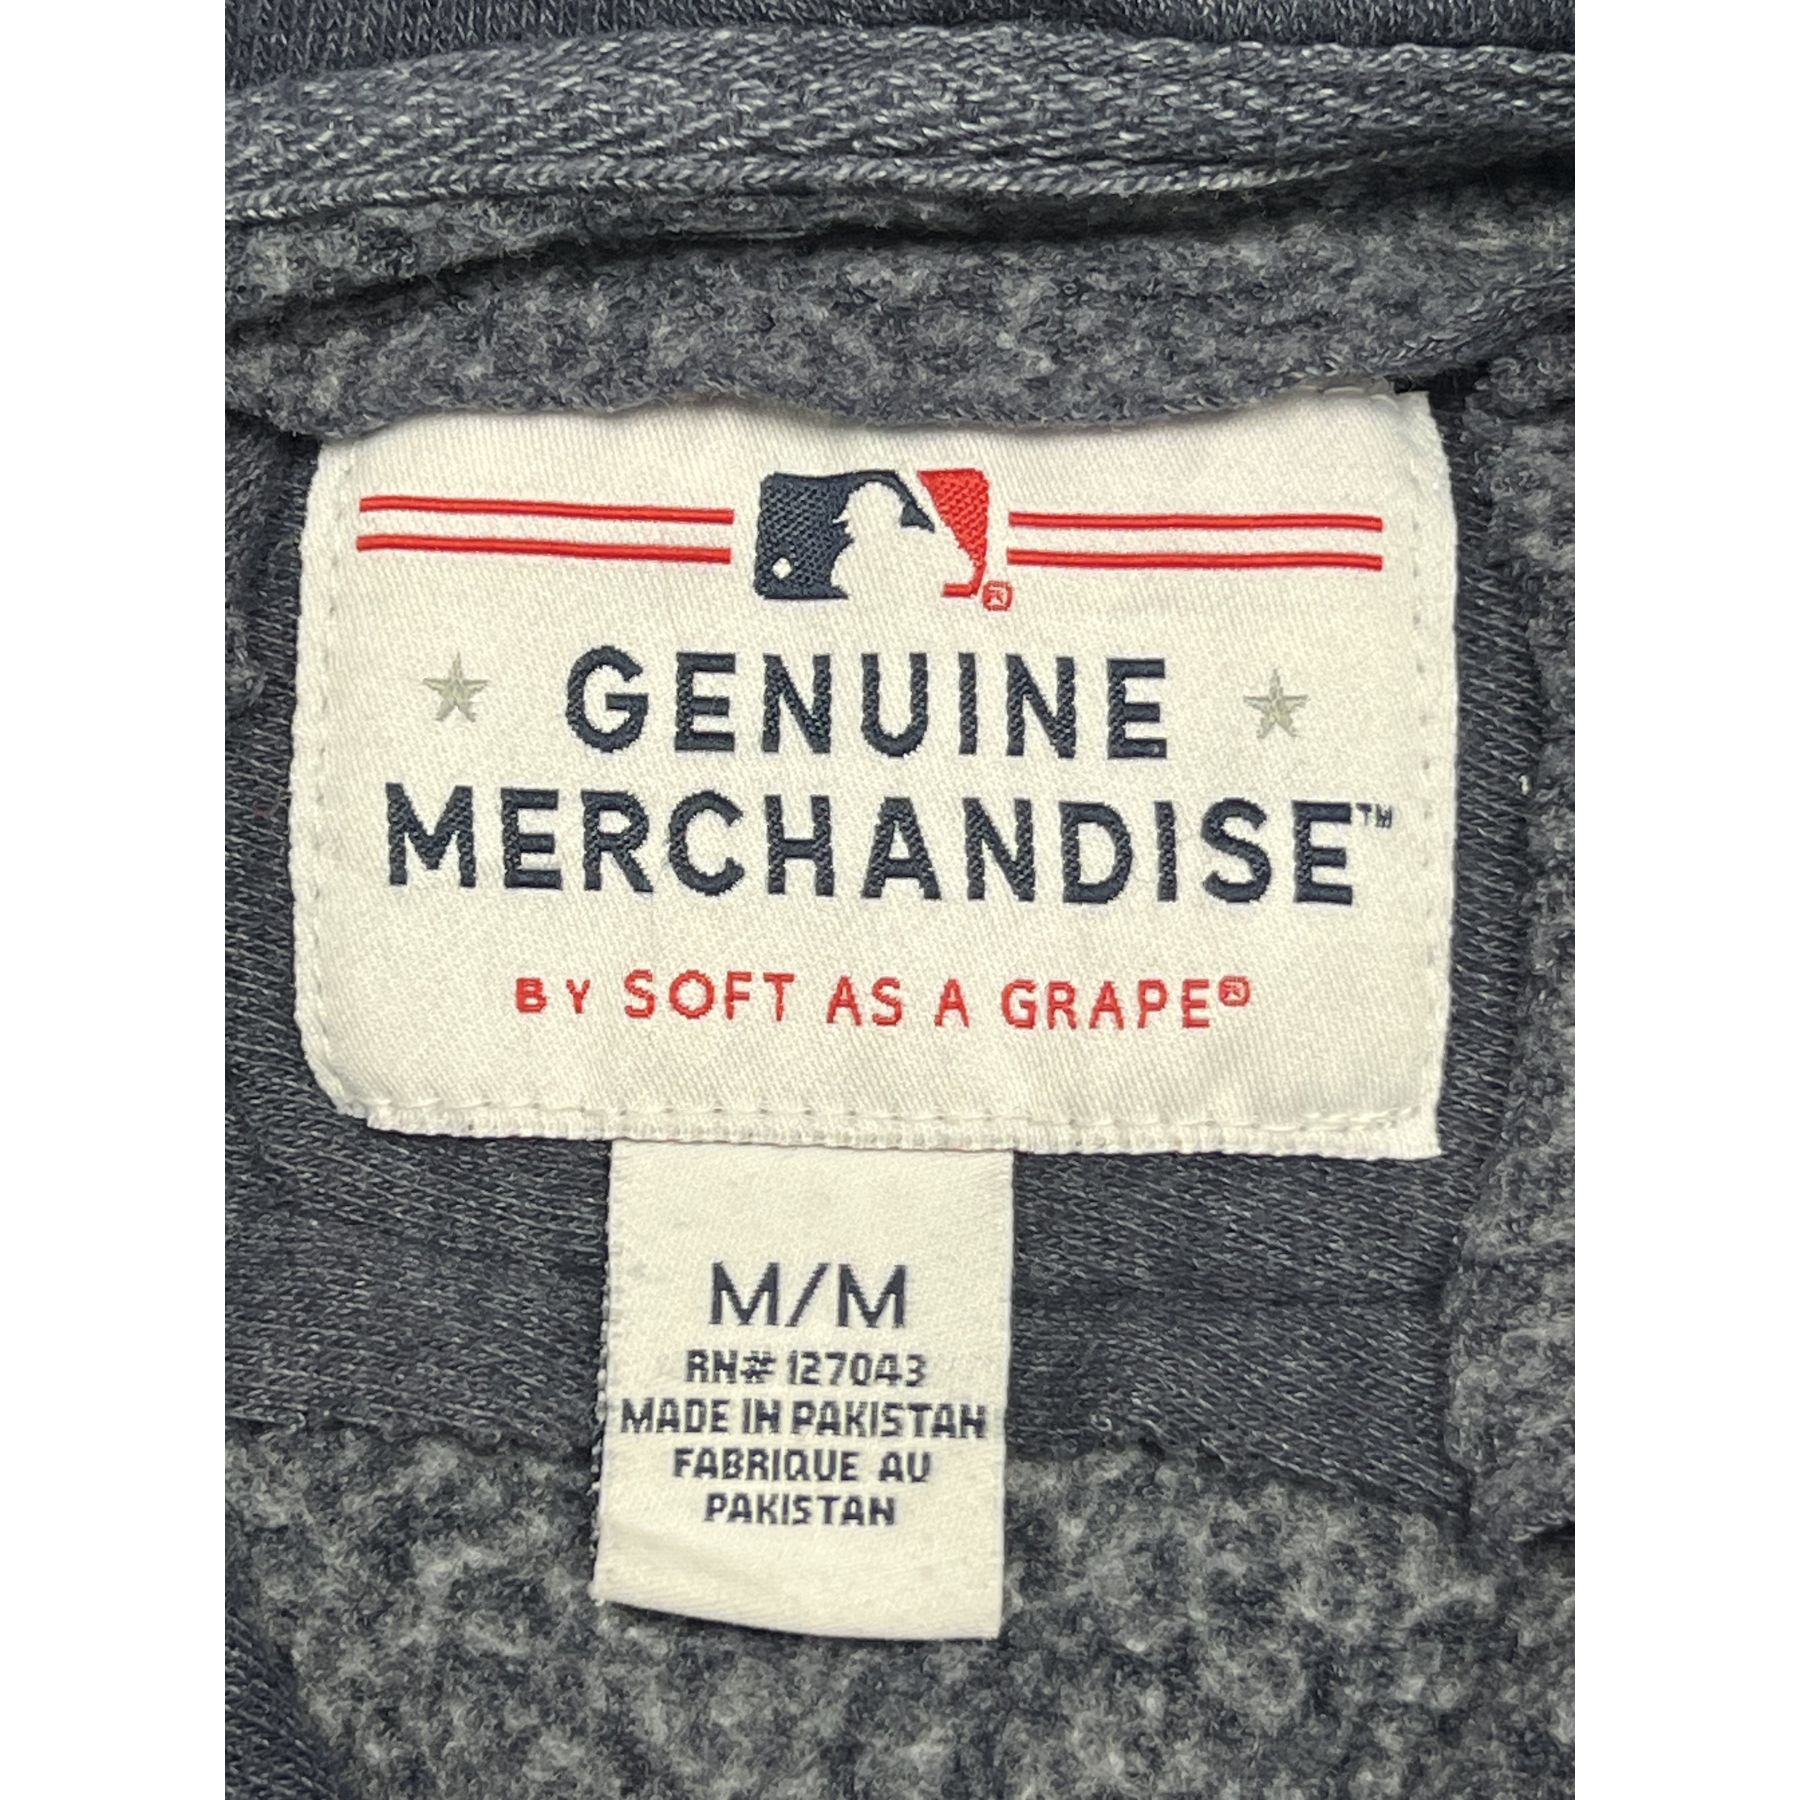 GENUINE
MERCHANDISE™
BY SOFT AS A GRAPE®
M/M
RN# 127043
MADE IN PAKISTAN
FABRIQUE AU
PAKISTAN